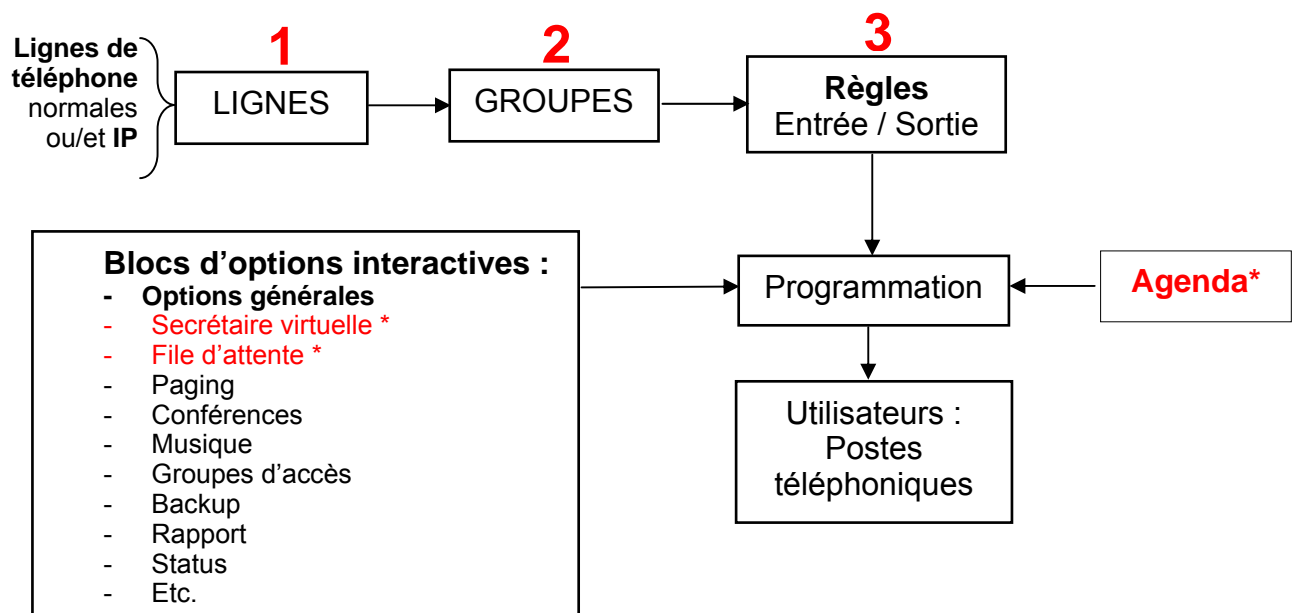 1
2
3
Lignes de
téléphone
normales
ou/et IP
LIGNES
GROUPES
Règles
Entrée / Sortie
Blocs d’options interactives :
- Options générales
- Secrétaire virtuelle *
- File d’attente *
- Paging
- Conférences
- Musique
- Groupes d’accès
- Backup
- Rapport
- Status
- Etc.
Programmation
Agenda*
Utilisateurs :
Postes
téléphoniques